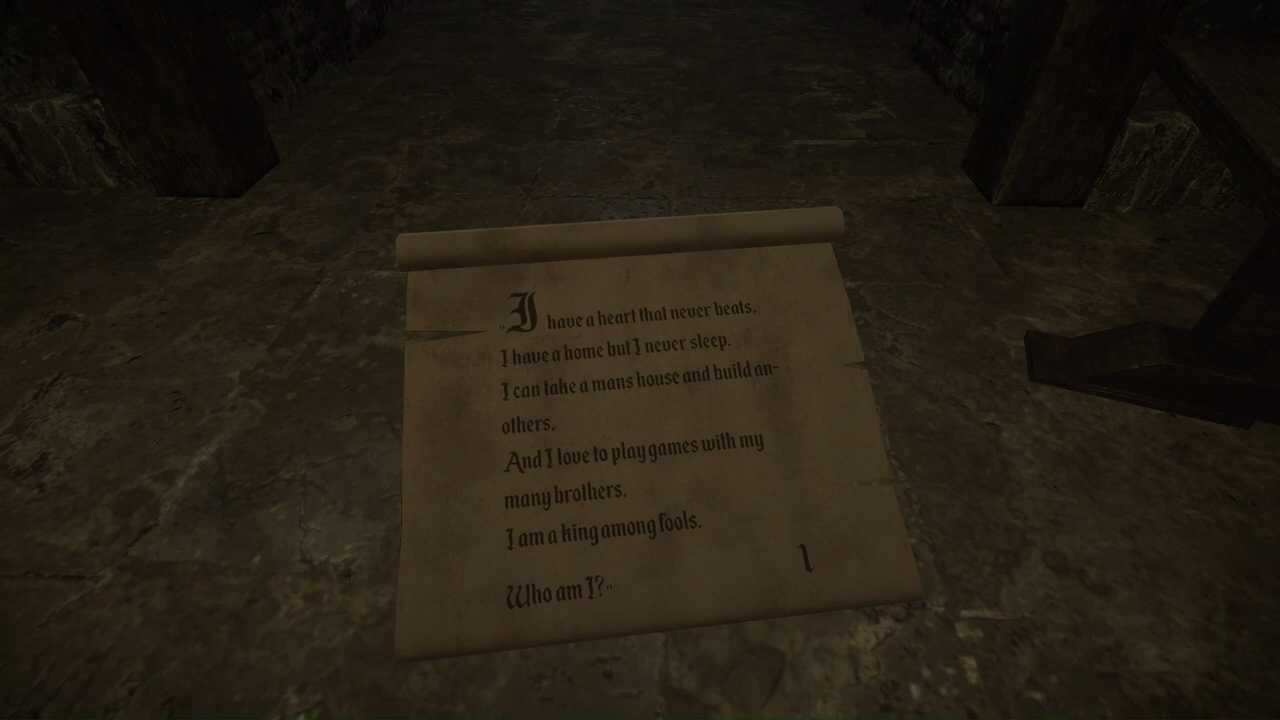 „I have a heart that never beats,
I have a home but I never sleep.
I can take a mans house and build an-
others,
And I love to play games with my
many brothers.
I am a king among fools.
Who am I?"
1